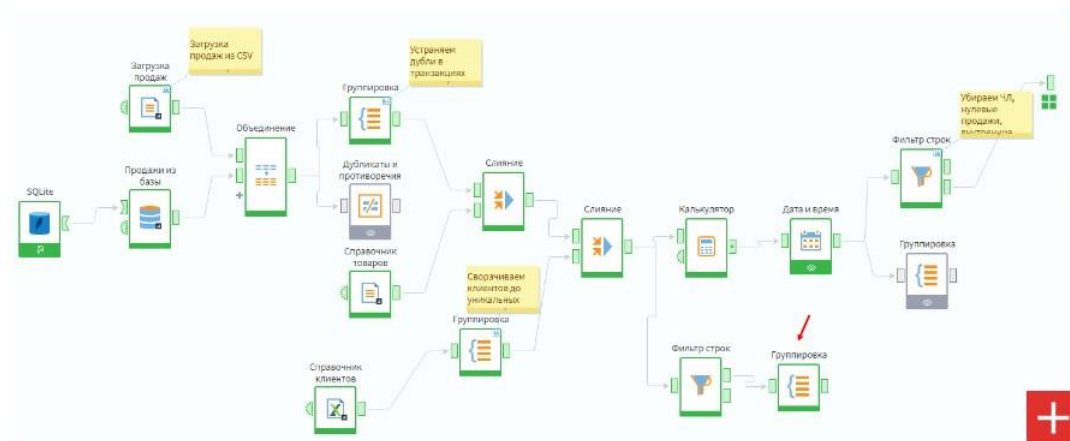 Загрузка
продаж из CSV
Устраняем
дубли в
транзакциях
Загрузка
продаж
Группировка
Объединение
Убираем ЧЛ,
нулевые
продажи,
Фильтр строк
Дубликаты и
противоречия
Слияние
Продажи из
базы
SQLite
Слияние
Калькулятор
Дата и время
Группировка
Справочник
товаров
Сворачиваем
клиентов до
уникальных
Группировка
Фильтр строк
Группировка
Справочник
клиентов